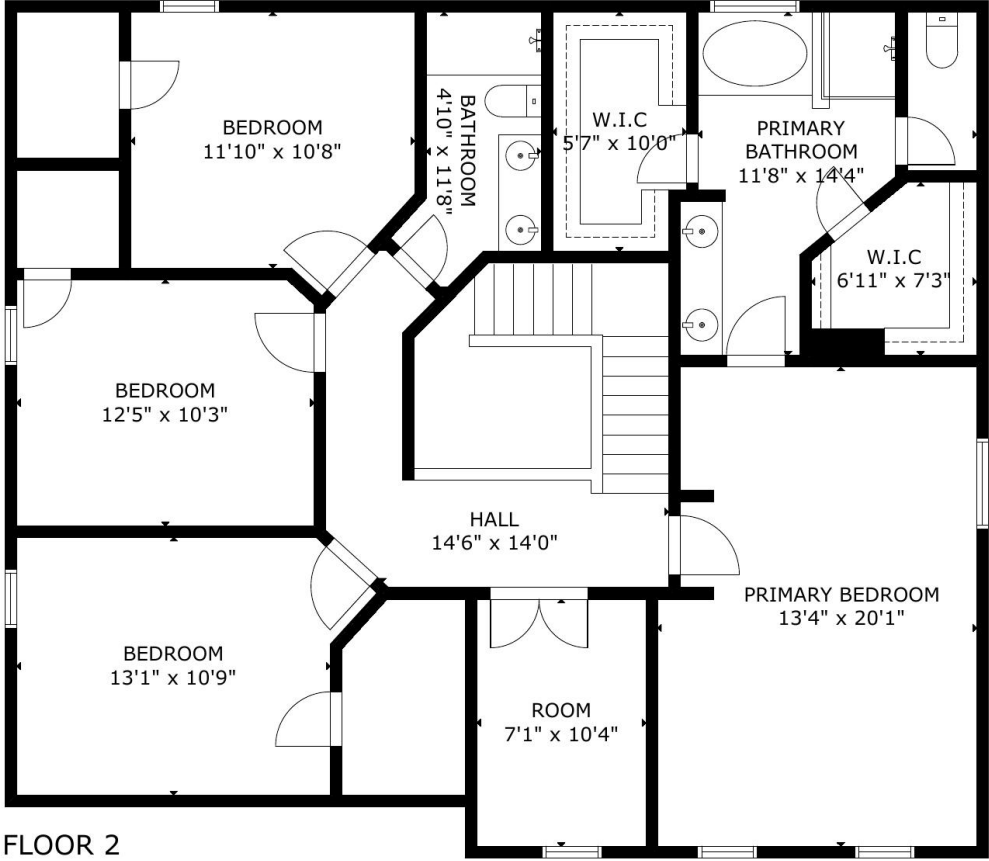 BEDROOM
11'10" x 10'8"
BATHROOM
4'10" x 11'8"
W.I.C
5'7" x 10'0"
PRIMARY
BATHROOM
11'8" x 14'4"
W.I.C
6'11" x 7'3"
BEDROOM
12'5" x 10'3"
HALL
14'6" x 14'0"
PRIMARY BEDROOM
13'4" x 20'1"
BEDROOM
13'1" x 10'9"
ROOM
7'1" x 10'4"
FLOOR 2